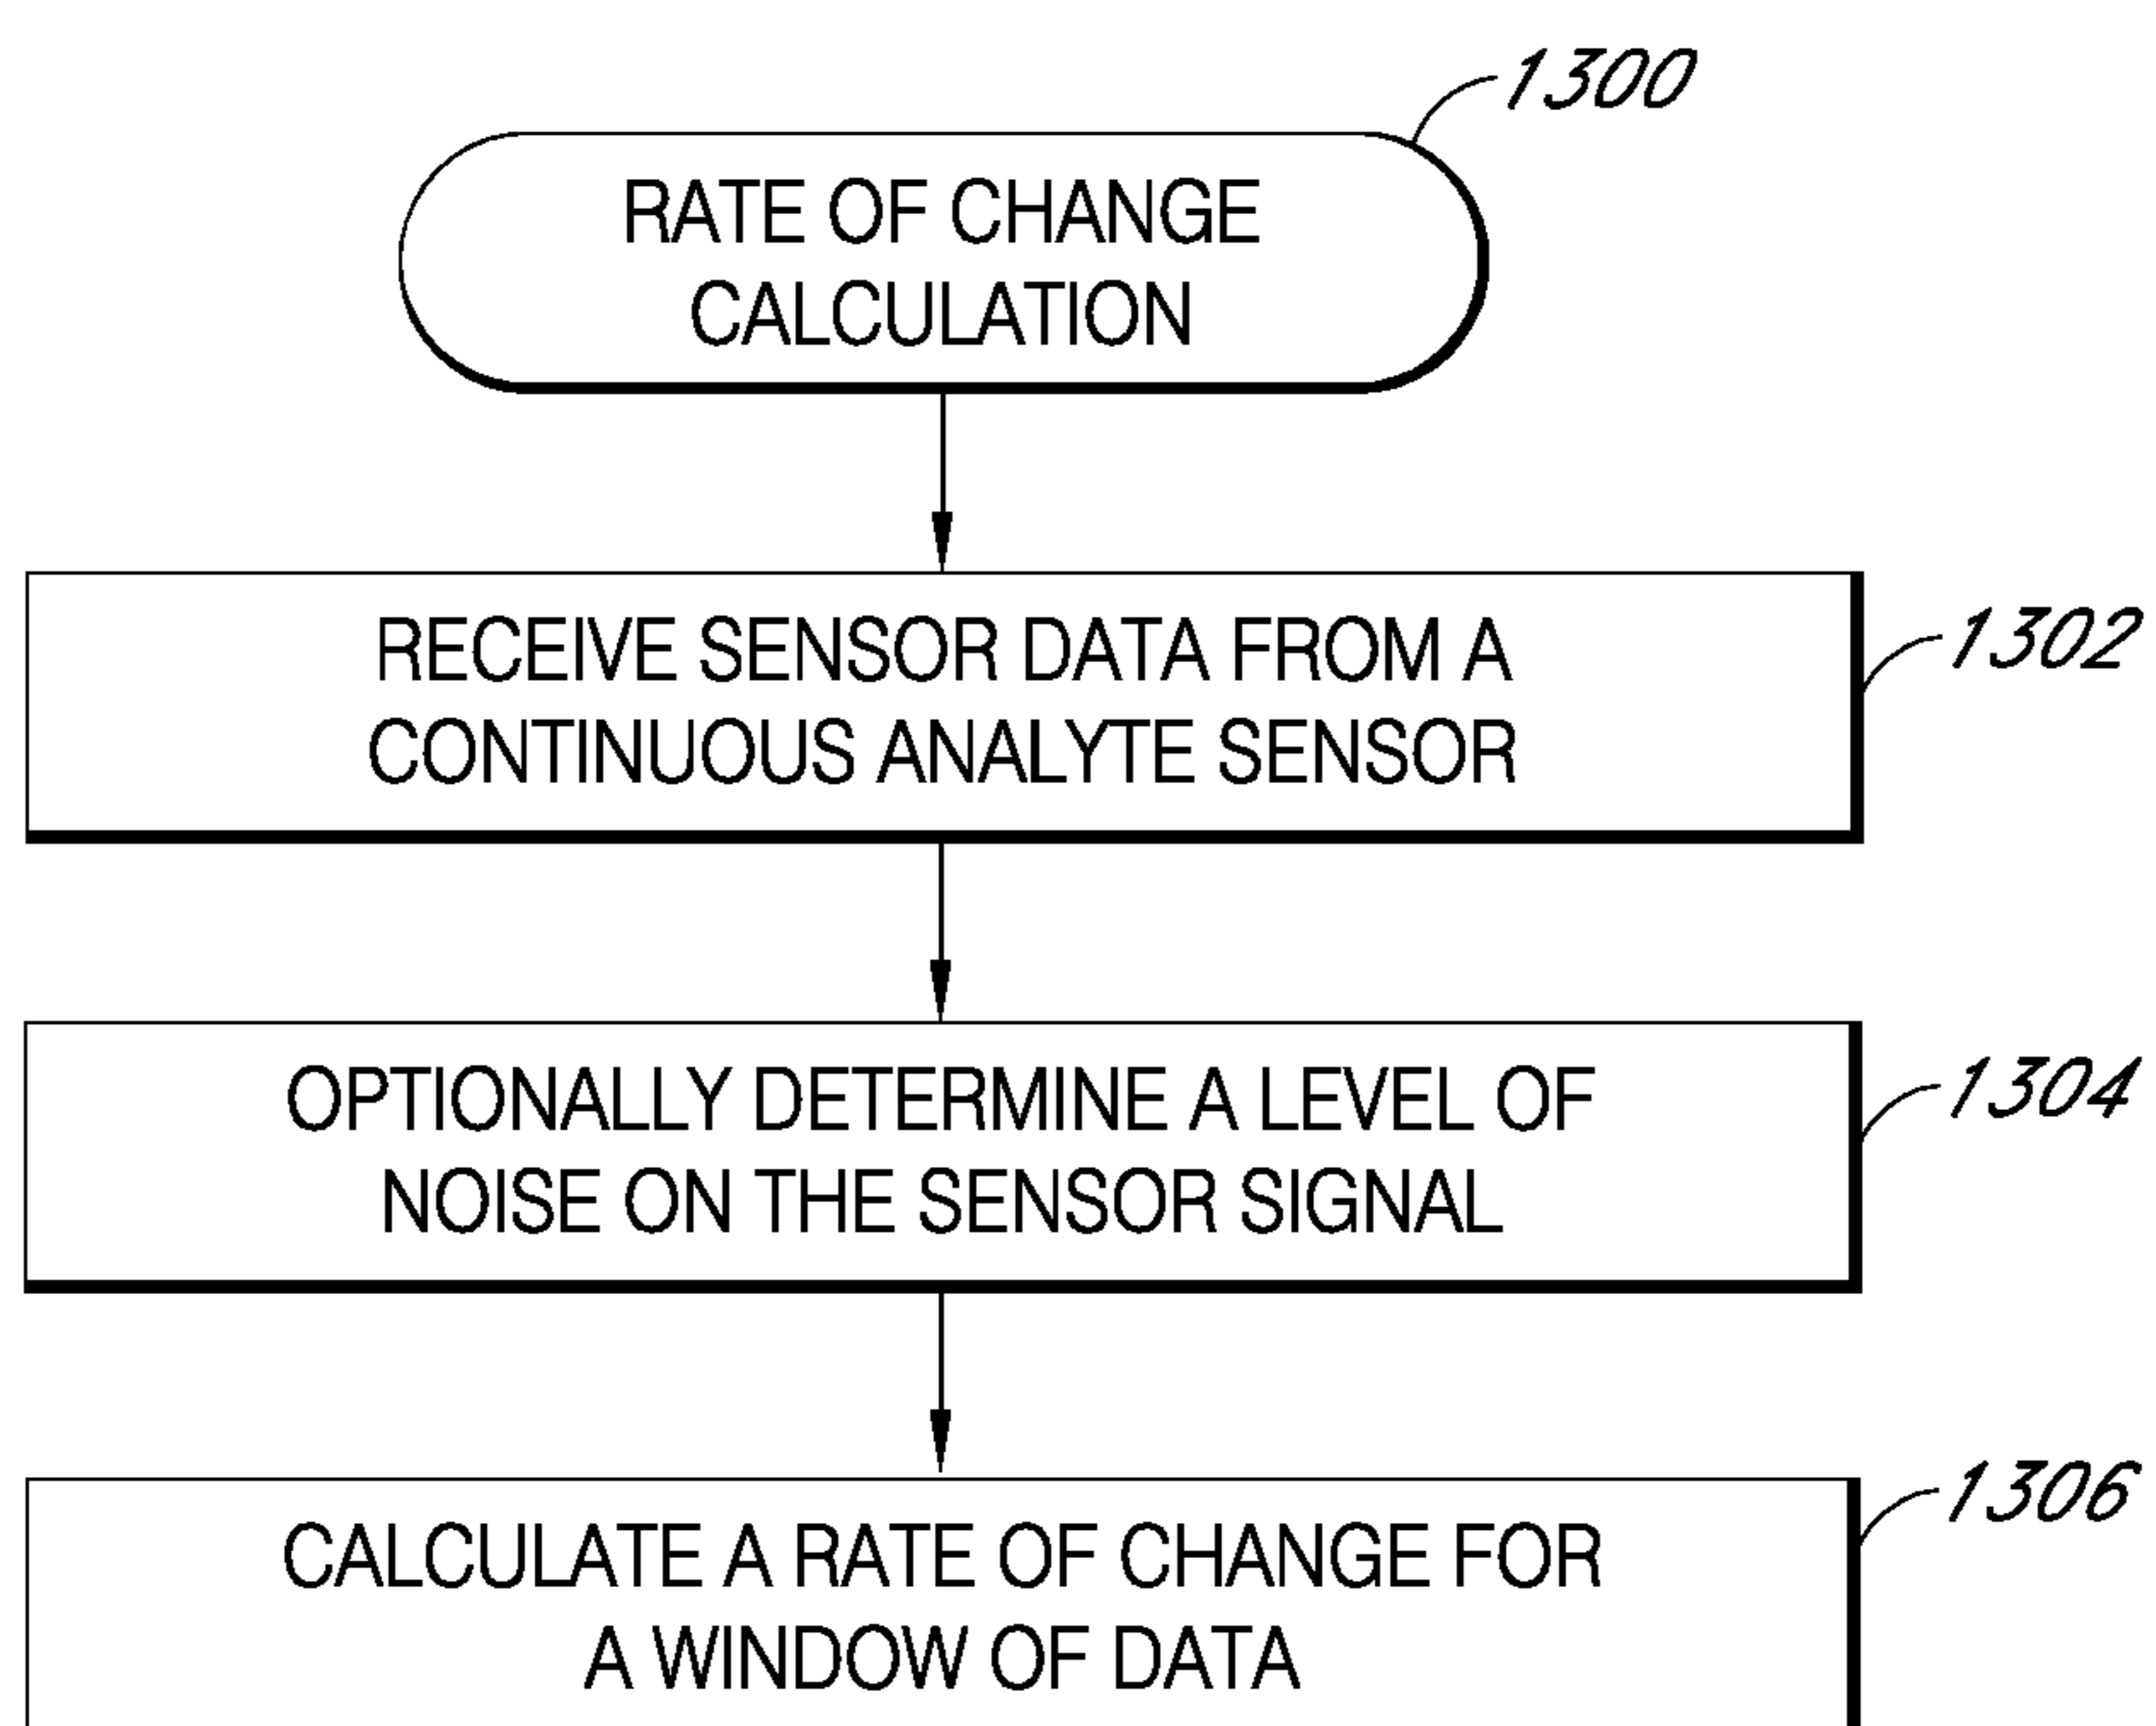 1300
RATE OF CHANGE
CALCULATION
RECEIVE SENSOR DATA FROM A
CONTINUOUS ANALYTE SENSOR
1302
OPTIONALLY DETERMINE A LEVEL OF
NOISE ON THE SENSOR SIGNAL
1304
CALCULATE A RATE OF CHANGE FOR
A WINDOW OF DATA
1306